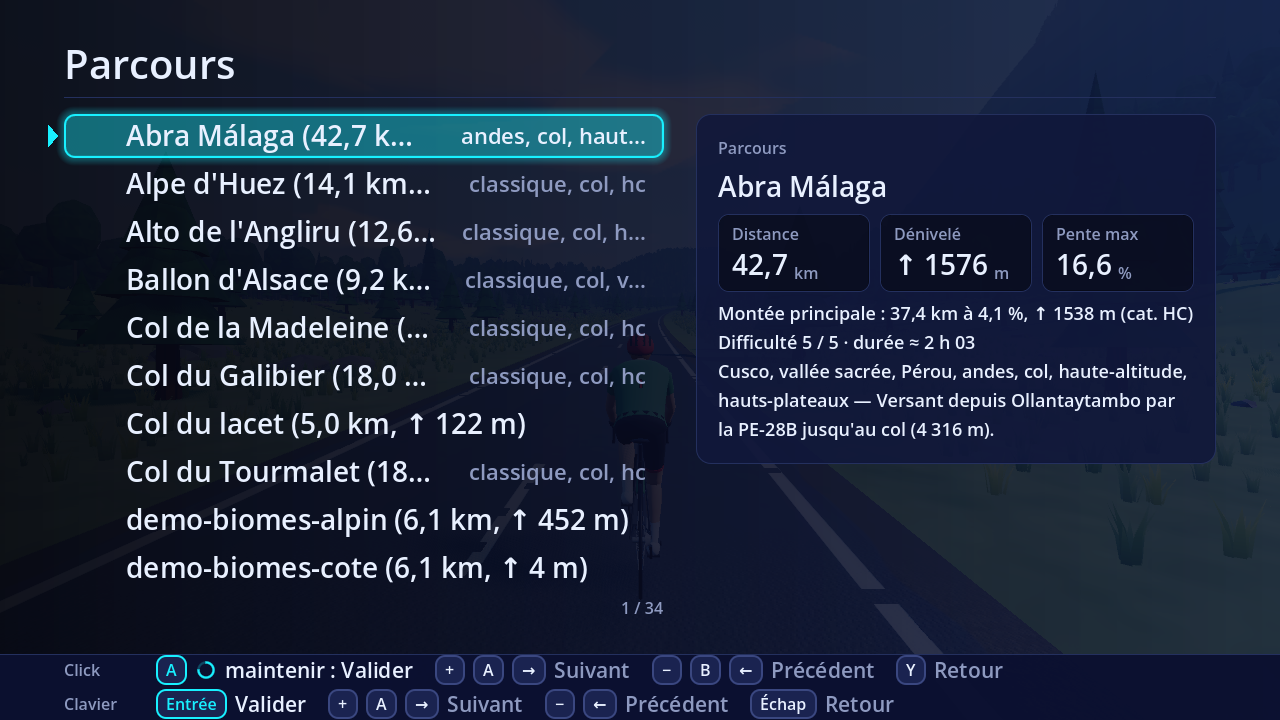 Parcours
Abra Málaga (42,7 k... andes, col, haut...
Alpe d'Huez (14,1 km... classique, col, hc
Alto de l'Angliru (12,6... classique, col, h...
Ballon d'Alsace (9,2 k... classique, col, v...
Col de la Madeleine (... classique, col, hc
Col du Galibier (18,0 ... classique, col, hc
Col du lacet (5,0 km, ↑ 122 m)
Col du Tourmalet (18... classique, col, hc
demo-biomes-alpin (6,1 km, ↑ 452 m)
demo-biomes-cote (6,1 km, ↑ 4 m)
1 / 34
Parcours
Abra Málaga
Distance Dénivelé Pente max
42,7 km ↑ 1576 m 16,6 %
Montée principale : 37,4 km à 4,1 %, ↑ 1538 m (cat. HC)
Difficulté 5 / 5 · durée ≈ 2 h 03
Cusco, vallée sacrée, Pérou, andes, col, haute-altitude,
hauts-plateaux — Versant depuis Ollantaytambo par
la PE-28B jusqu'au col (4 316 m).
Click A maintenir : Valider + A → Suivant − B ← Précédent Y Retour
Clavier Entrée Valider + A → Suivant − ← Précédent Échap Retour